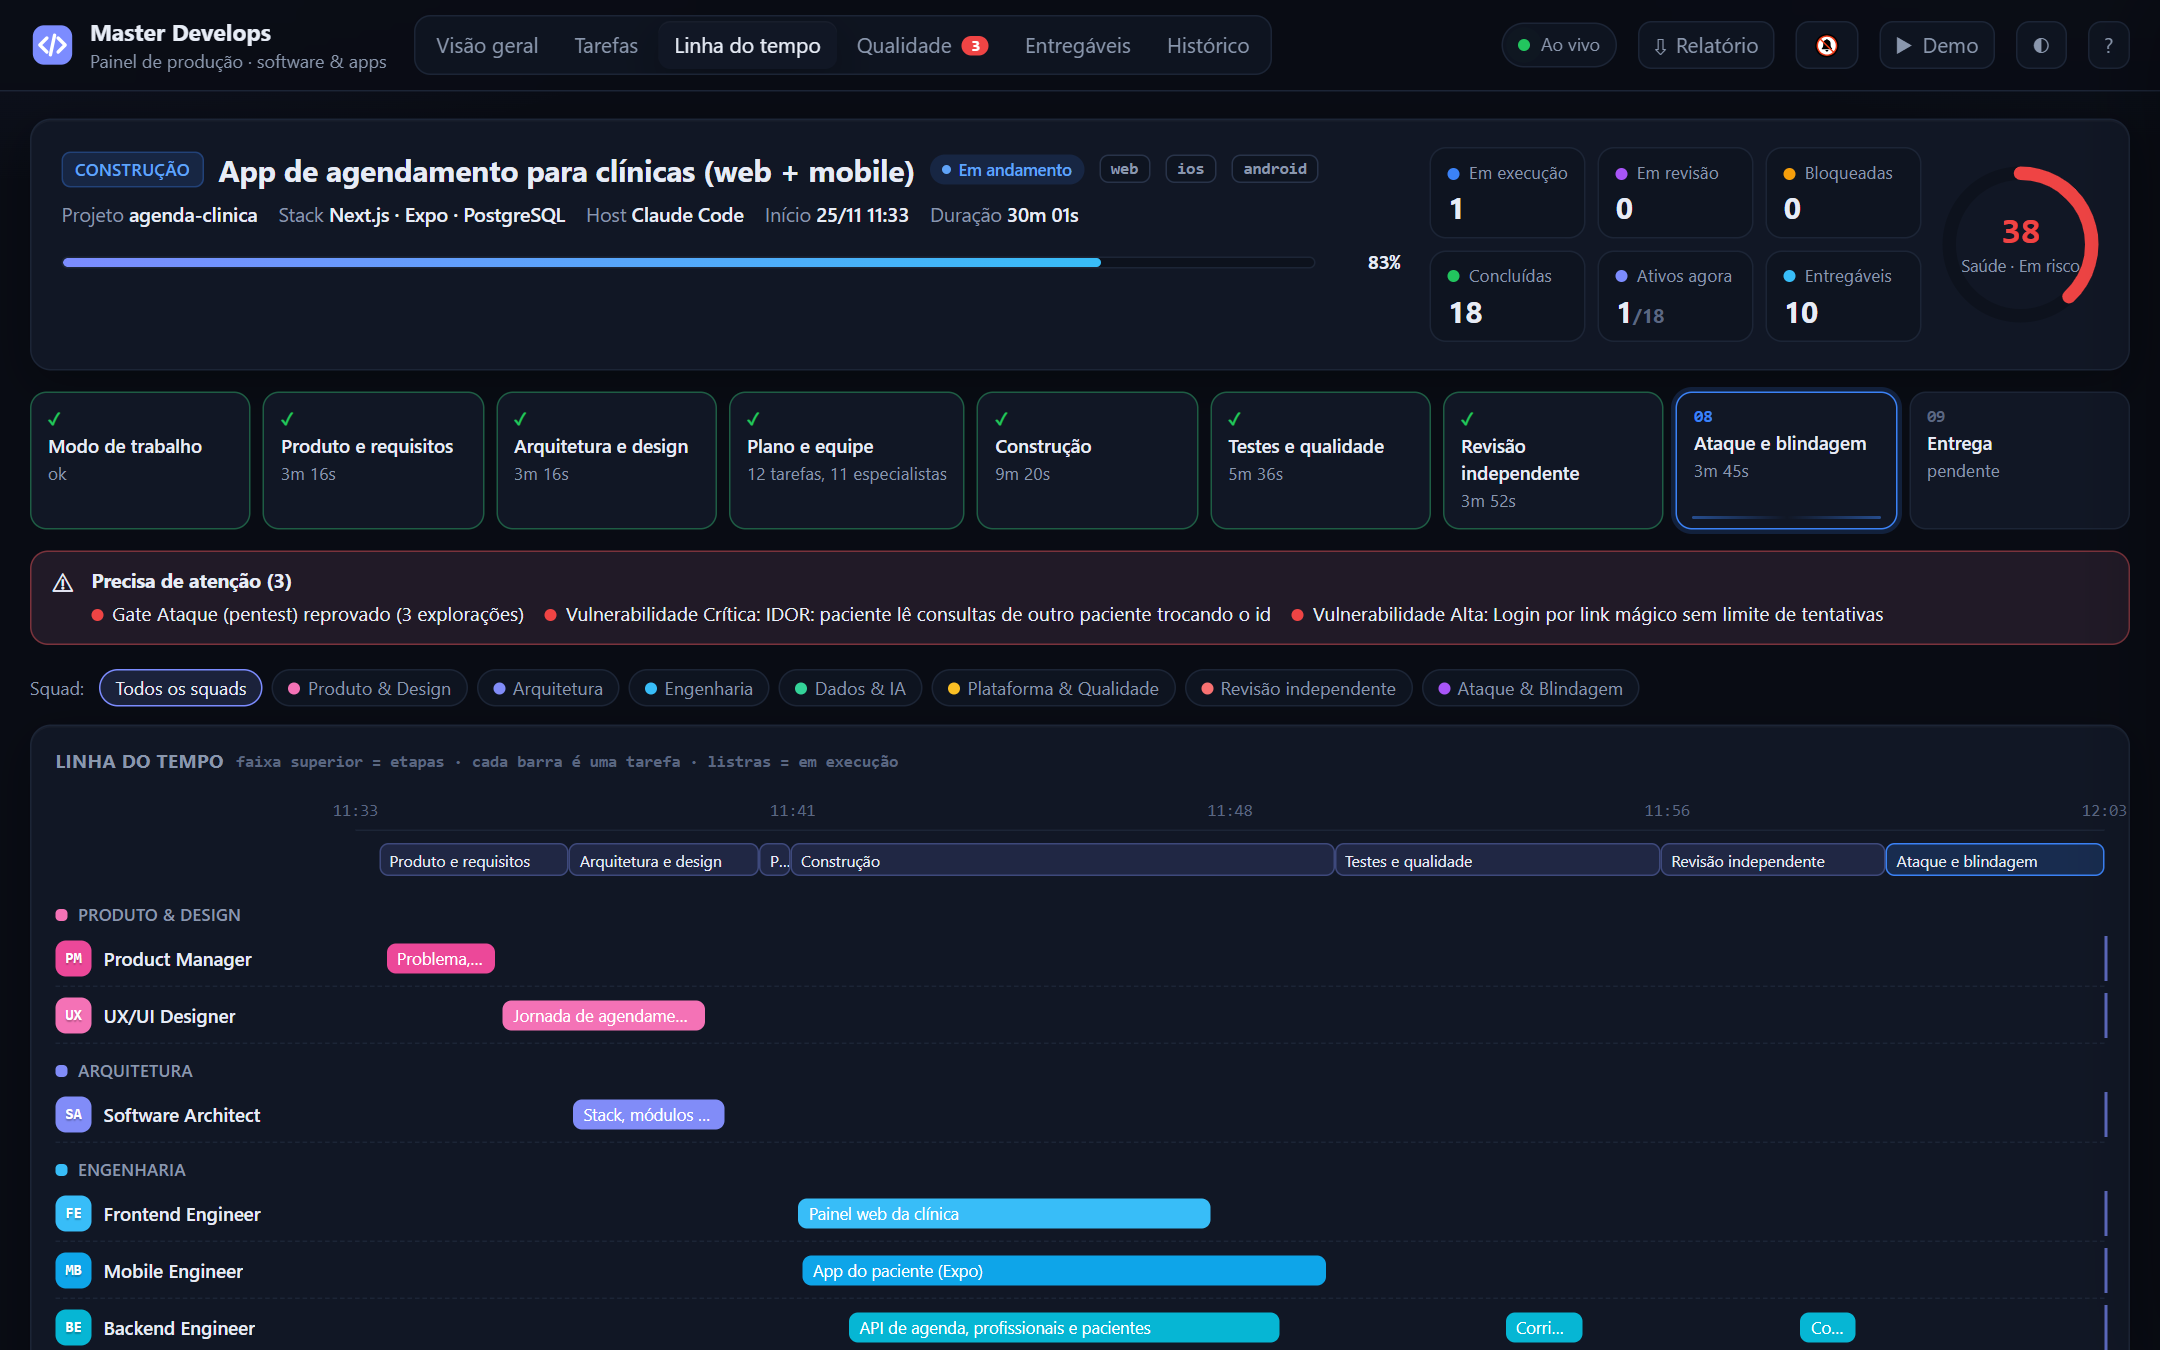 Master Develops
Painel de produção · software & apps
Visão geral
Tarefas
Linha do tempo
Qualidade 3
Entregáveis
Histórico
Ao vivo
⇩ Relatório
▶ Demo
?
CONSTRUÇÃO
App de agendamento para clínicas (web + mobile)
Em andamento
web
ios
android
Projeto agenda-clinica Stack Next.js · Expo · PostgreSQL Host Claude Code Início 25/11 11:33 Duração 30m 01s
83%
Em execução
1
Em revisão
0
Bloqueadas
0
Concluídas
18
Ativos agora
1/18
Entregáveis
10
38
Saúde · Em risco
✓
Modo de trabalho
ok
✓
Produto e requisitos
3m 16s
✓
Arquitetura e design
3m 16s
✓
Plano e equipe
12 tarefas, 11 especialistas
✓
Construção
9m 20s
✓
Testes e qualidade
5m 36s
✓
Revisão
independente
3m 52s
08
Ataque e blindagem
3m 45s
09
Entrega
pendente
⚠ Precisa de atenção (3)
Gate Ataque (pentest) reprovado (3 explorações)
Vulnerabilidade Crítica: IDOR: paciente lê consultas de outro paciente trocando o id
Vulnerabilidade Alta: Login por link mágico sem limite de tentativas
Squad:
Todos os squads
Produto & Design
Arquitetura
Engenharia
Dados & IA
Plataforma & Qualidade
Revisão independente
Ataque & Blindagem
LINHA DO TEMPO faixa superior = etapas · cada barra é uma tarefa · listras = em execução
11:33 11:41 11:48 11:56 12:03
Produto e requisitos
Arquitetura e design
P...
Construção
Testes e qualidade
Revisão independente
Ataque e blindagem
PRODUTO & DESIGN
PM Product Manager
Problema,...
UX UX/UI Designer
Jornada de agendame...
ARQUITETURA
SA Software Architect
Stack, módulos ...
ENGENHARIA
FE Frontend Engineer
Painel web da clínica
MB Mobile Engineer
App do paciente (Expo)
BE Backend Engineer
API de agenda, profissionais e pacientes
Corri...
Co...